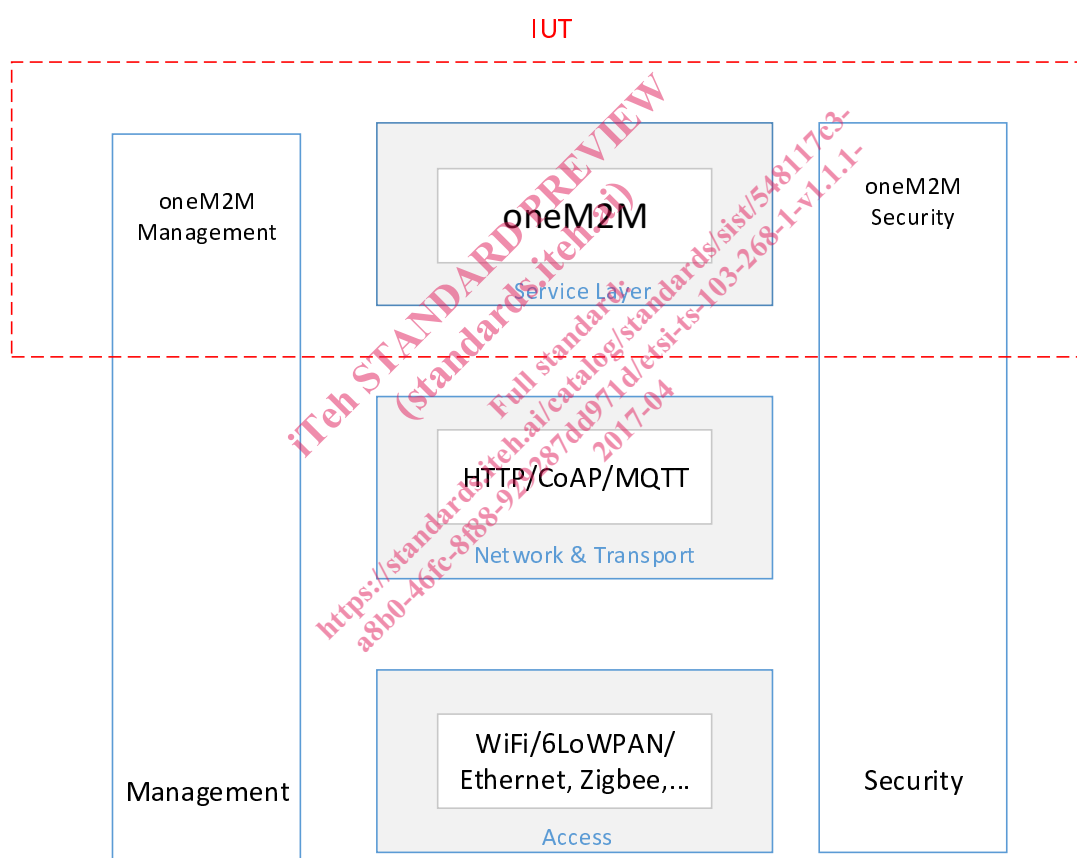 IUT
oneM2M
Management
oneM2M
Service Layer
oneM2M
Security
HTTP/CoAP/MQTT
Network & Transport
WiFi/6LoWPAN/
Ethernet, Zigbee,...
Access
Management
Security
iTeh STANDARD PREVIEW
(standards.iteh.ai)
Full standard:
https://standards.iteh.ai/catalog/standards/sist/548117c3-
a8b0-46fc-8f88-929287dd971d/etsi-ts-103-268-1-v1.1.1-
2017-04